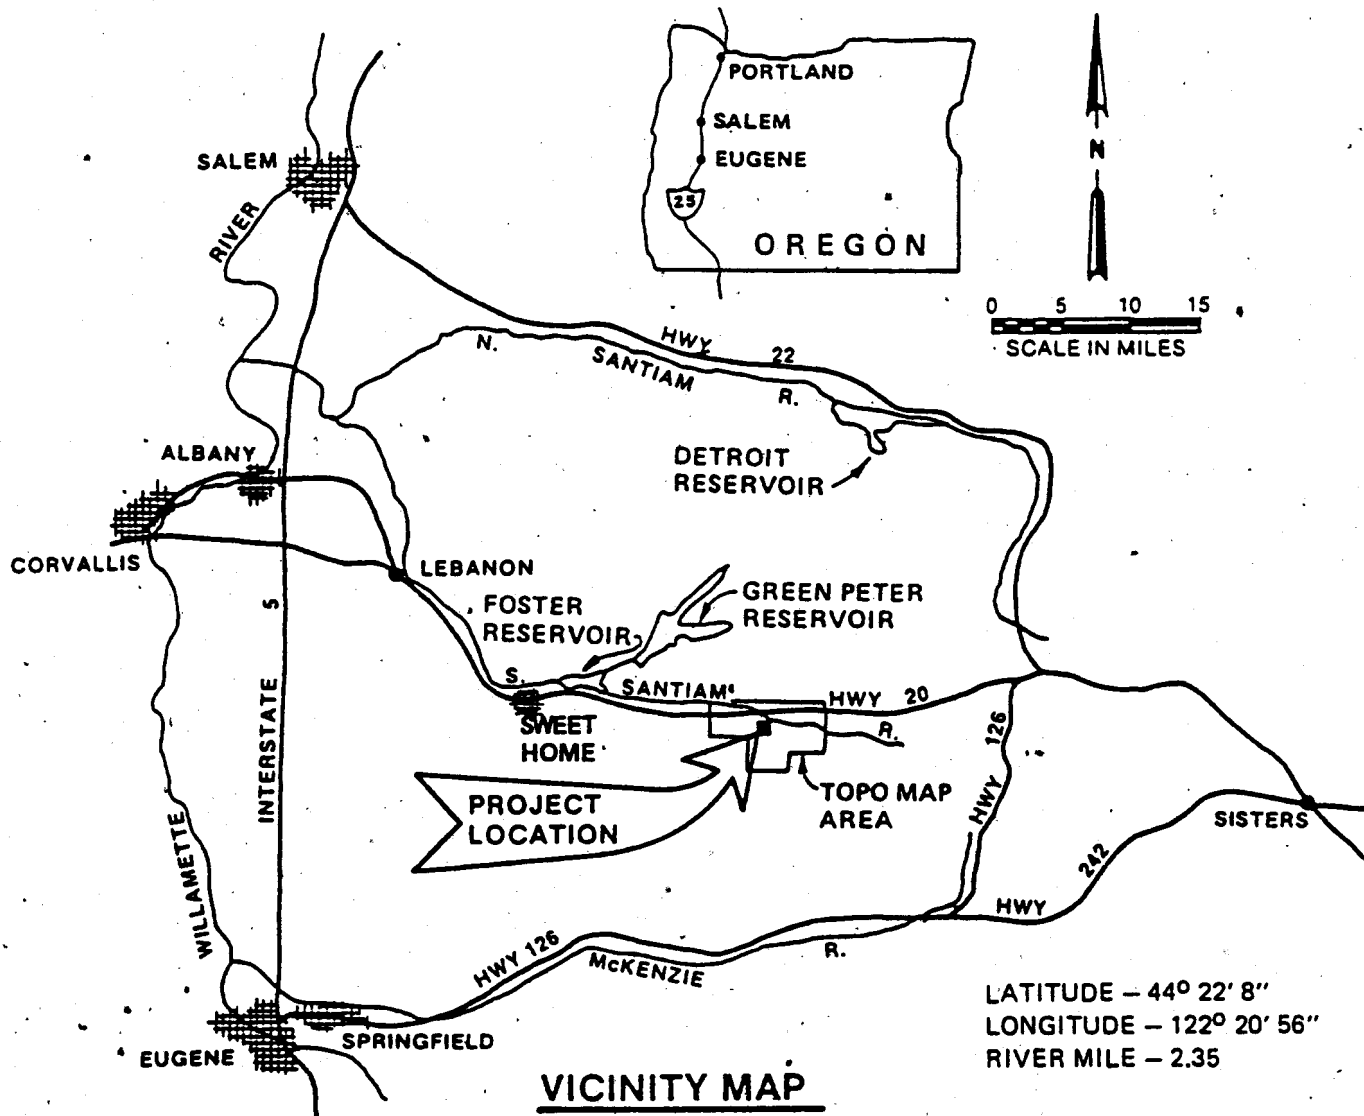 PORTLAND
SALEM
EUGENE
25
OREGON
N
0 5 10 15
SCALE IN MILES
SALEM
RIVER
HWY 22
N. SANTIAM R.
DETROIT
RESERVOIR
ALBANY
CORVALLIS
LEBANON
GREEN PETER
RESERVOIR
FOSTER
RESERVOIR
INTERSTATE 5
S. SANTIAM R.
HWY 20
SWEET
HOME
HWY 126
PROJECT
LOCATION
TOPO MAP
AREA
SISTERS
WILLAMETTE
HWY 242
HWY 126
McKENZIE R.
SPRINGFIELD
EUGENE
LATITUDE – 44° 22' 8"
LONGITUDE – 122° 20' 56"
RIVER MILE – 2.35
VICINITY MAP